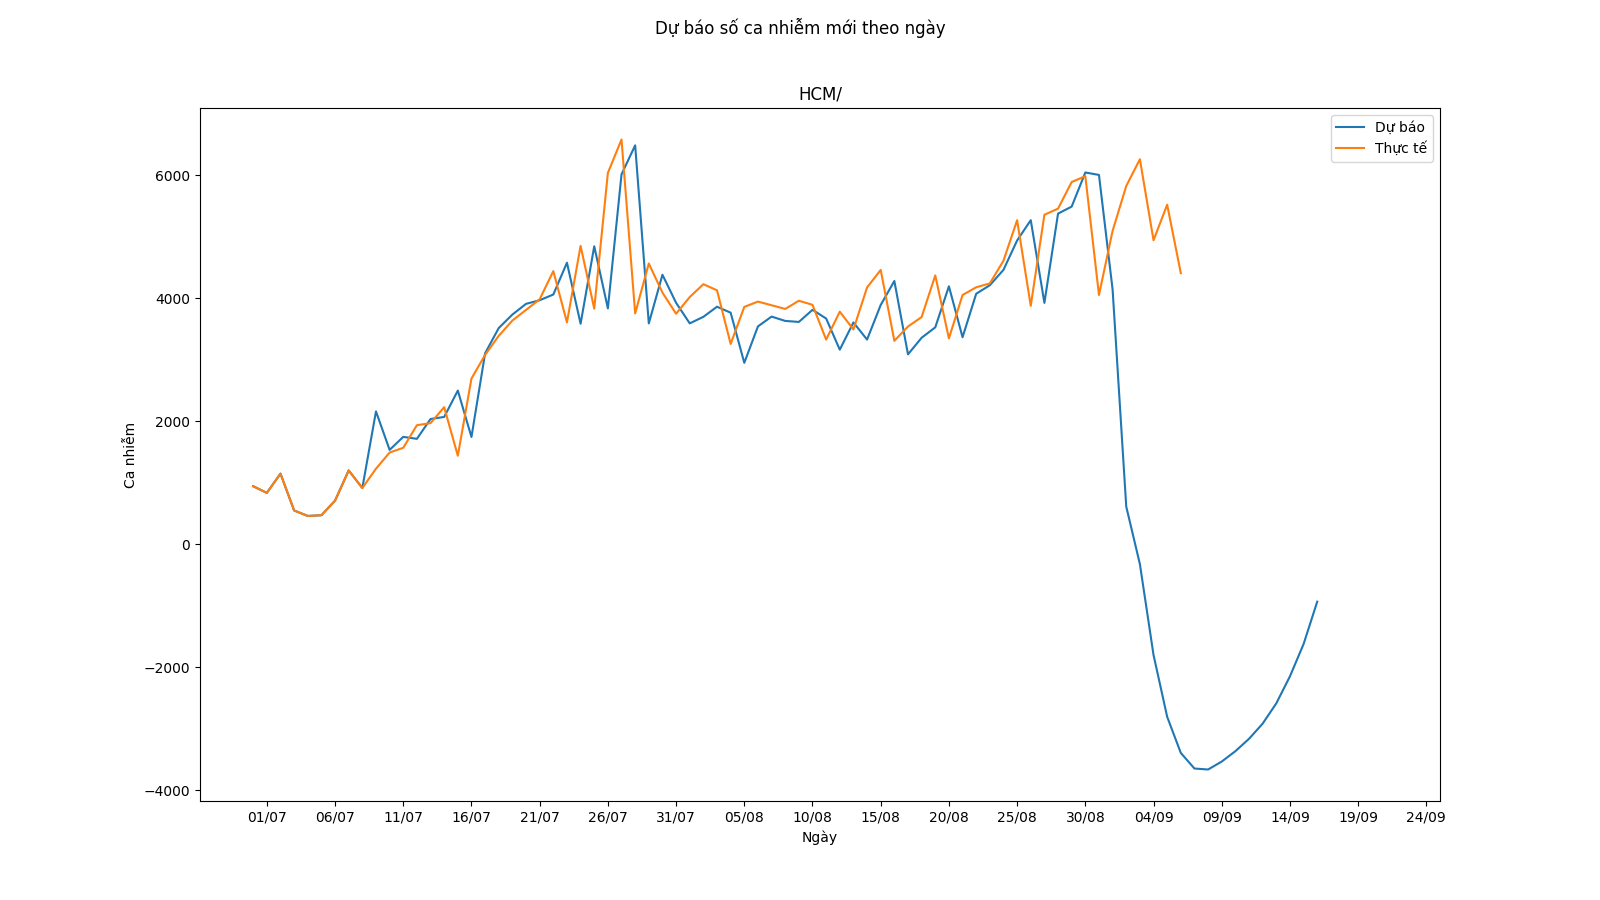 Dự báo số ca nhiễm mới theo ngày
HCM/
Dự báo
Thực tế
6000
4000
2000
0
−2000
−4000
Ca nhiễm
01/07 06/07 11/07 16/07 21/07 26/07 31/07 05/08 10/08 15/08 20/08 25/08 30/08 04/09 09/09 14/09 19/09 24/09
Ngày